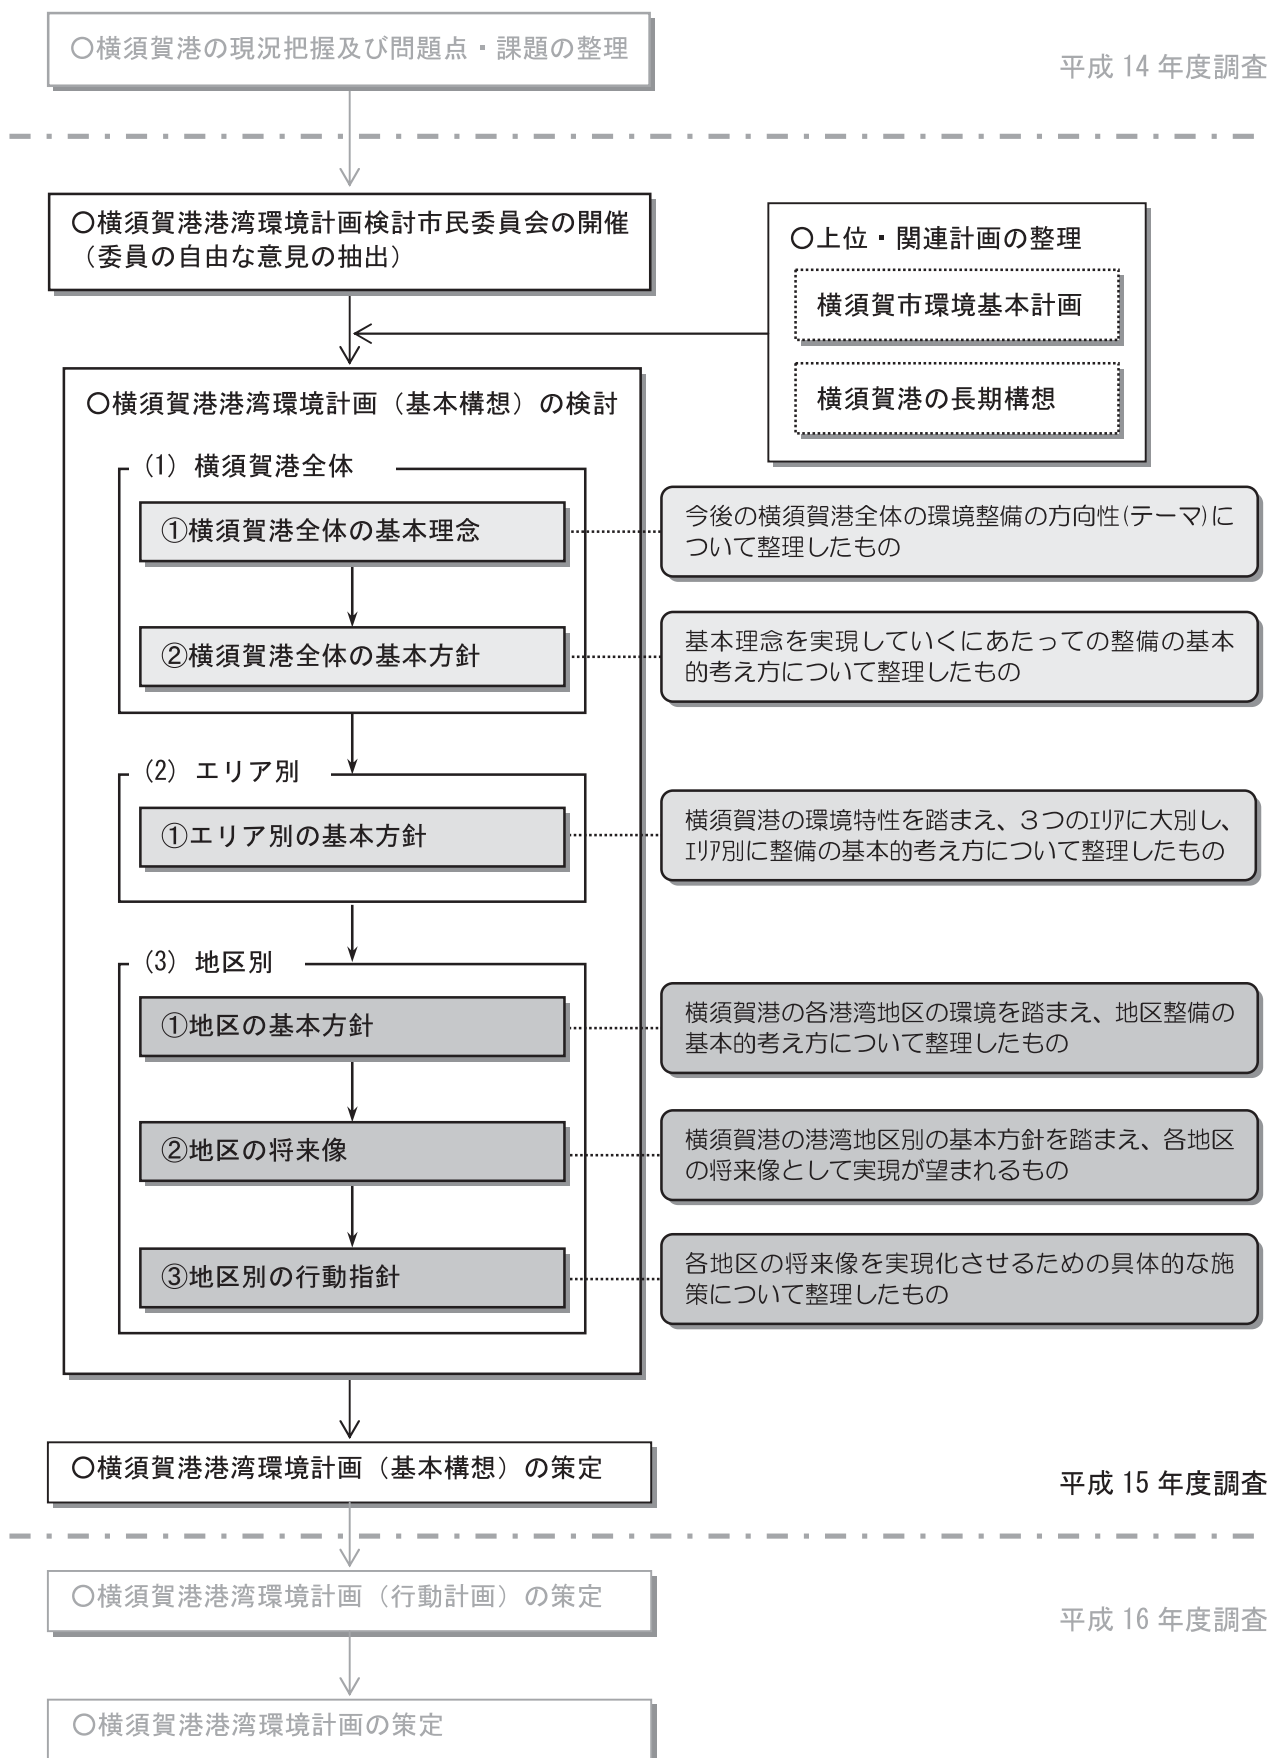 〇横須賀港の現況把握及び問題点・課題の整理
平成 14 年度調査
〇横須賀港港湾環境計画検討市民委員会の開催
（委員の自由な意見の抽出）
〇上位・関連計画の整理
横須賀市環境基本計画
横須賀港の長期構想
〇横須賀港港湾環境計画（基本構想）の検討
(1) 横須賀港全体
①横須賀港全体の基本理念
今後の横須賀港全体の環境整備の方向性(テーマ)に
ついて整理したもの
②横須賀港全体の基本方針
基本理念を実現していくにあたっての整備の基本
的考え方について整理したもの
(2) エリア別
①エリア別の基本方針
横須賀港の環境特性を踏まえ、３つのｴﾘｱに大別し、
ｴﾘｱ別に整備の基本的考え方について整理したもの
(3) 地区別
①地区の基本方針
横須賀港の各港湾地区の環境を踏まえ、地区整備の
基本的考え方について整理したもの
②地区の将来像
横須賀港の港湾地区別の基本方針を踏まえ、各地区
の将来像として実現が望まれるもの
③地区別の行動指針
各地区の将来像を実現化させるための具体的な施
策について整理したもの
〇横須賀港港湾環境計画（基本構想）の策定
平成 15 年度調査
〇横須賀港港湾環境計画（行動計画）の策定
平成 16 年度調査
〇横須賀港港湾環境計画の策定